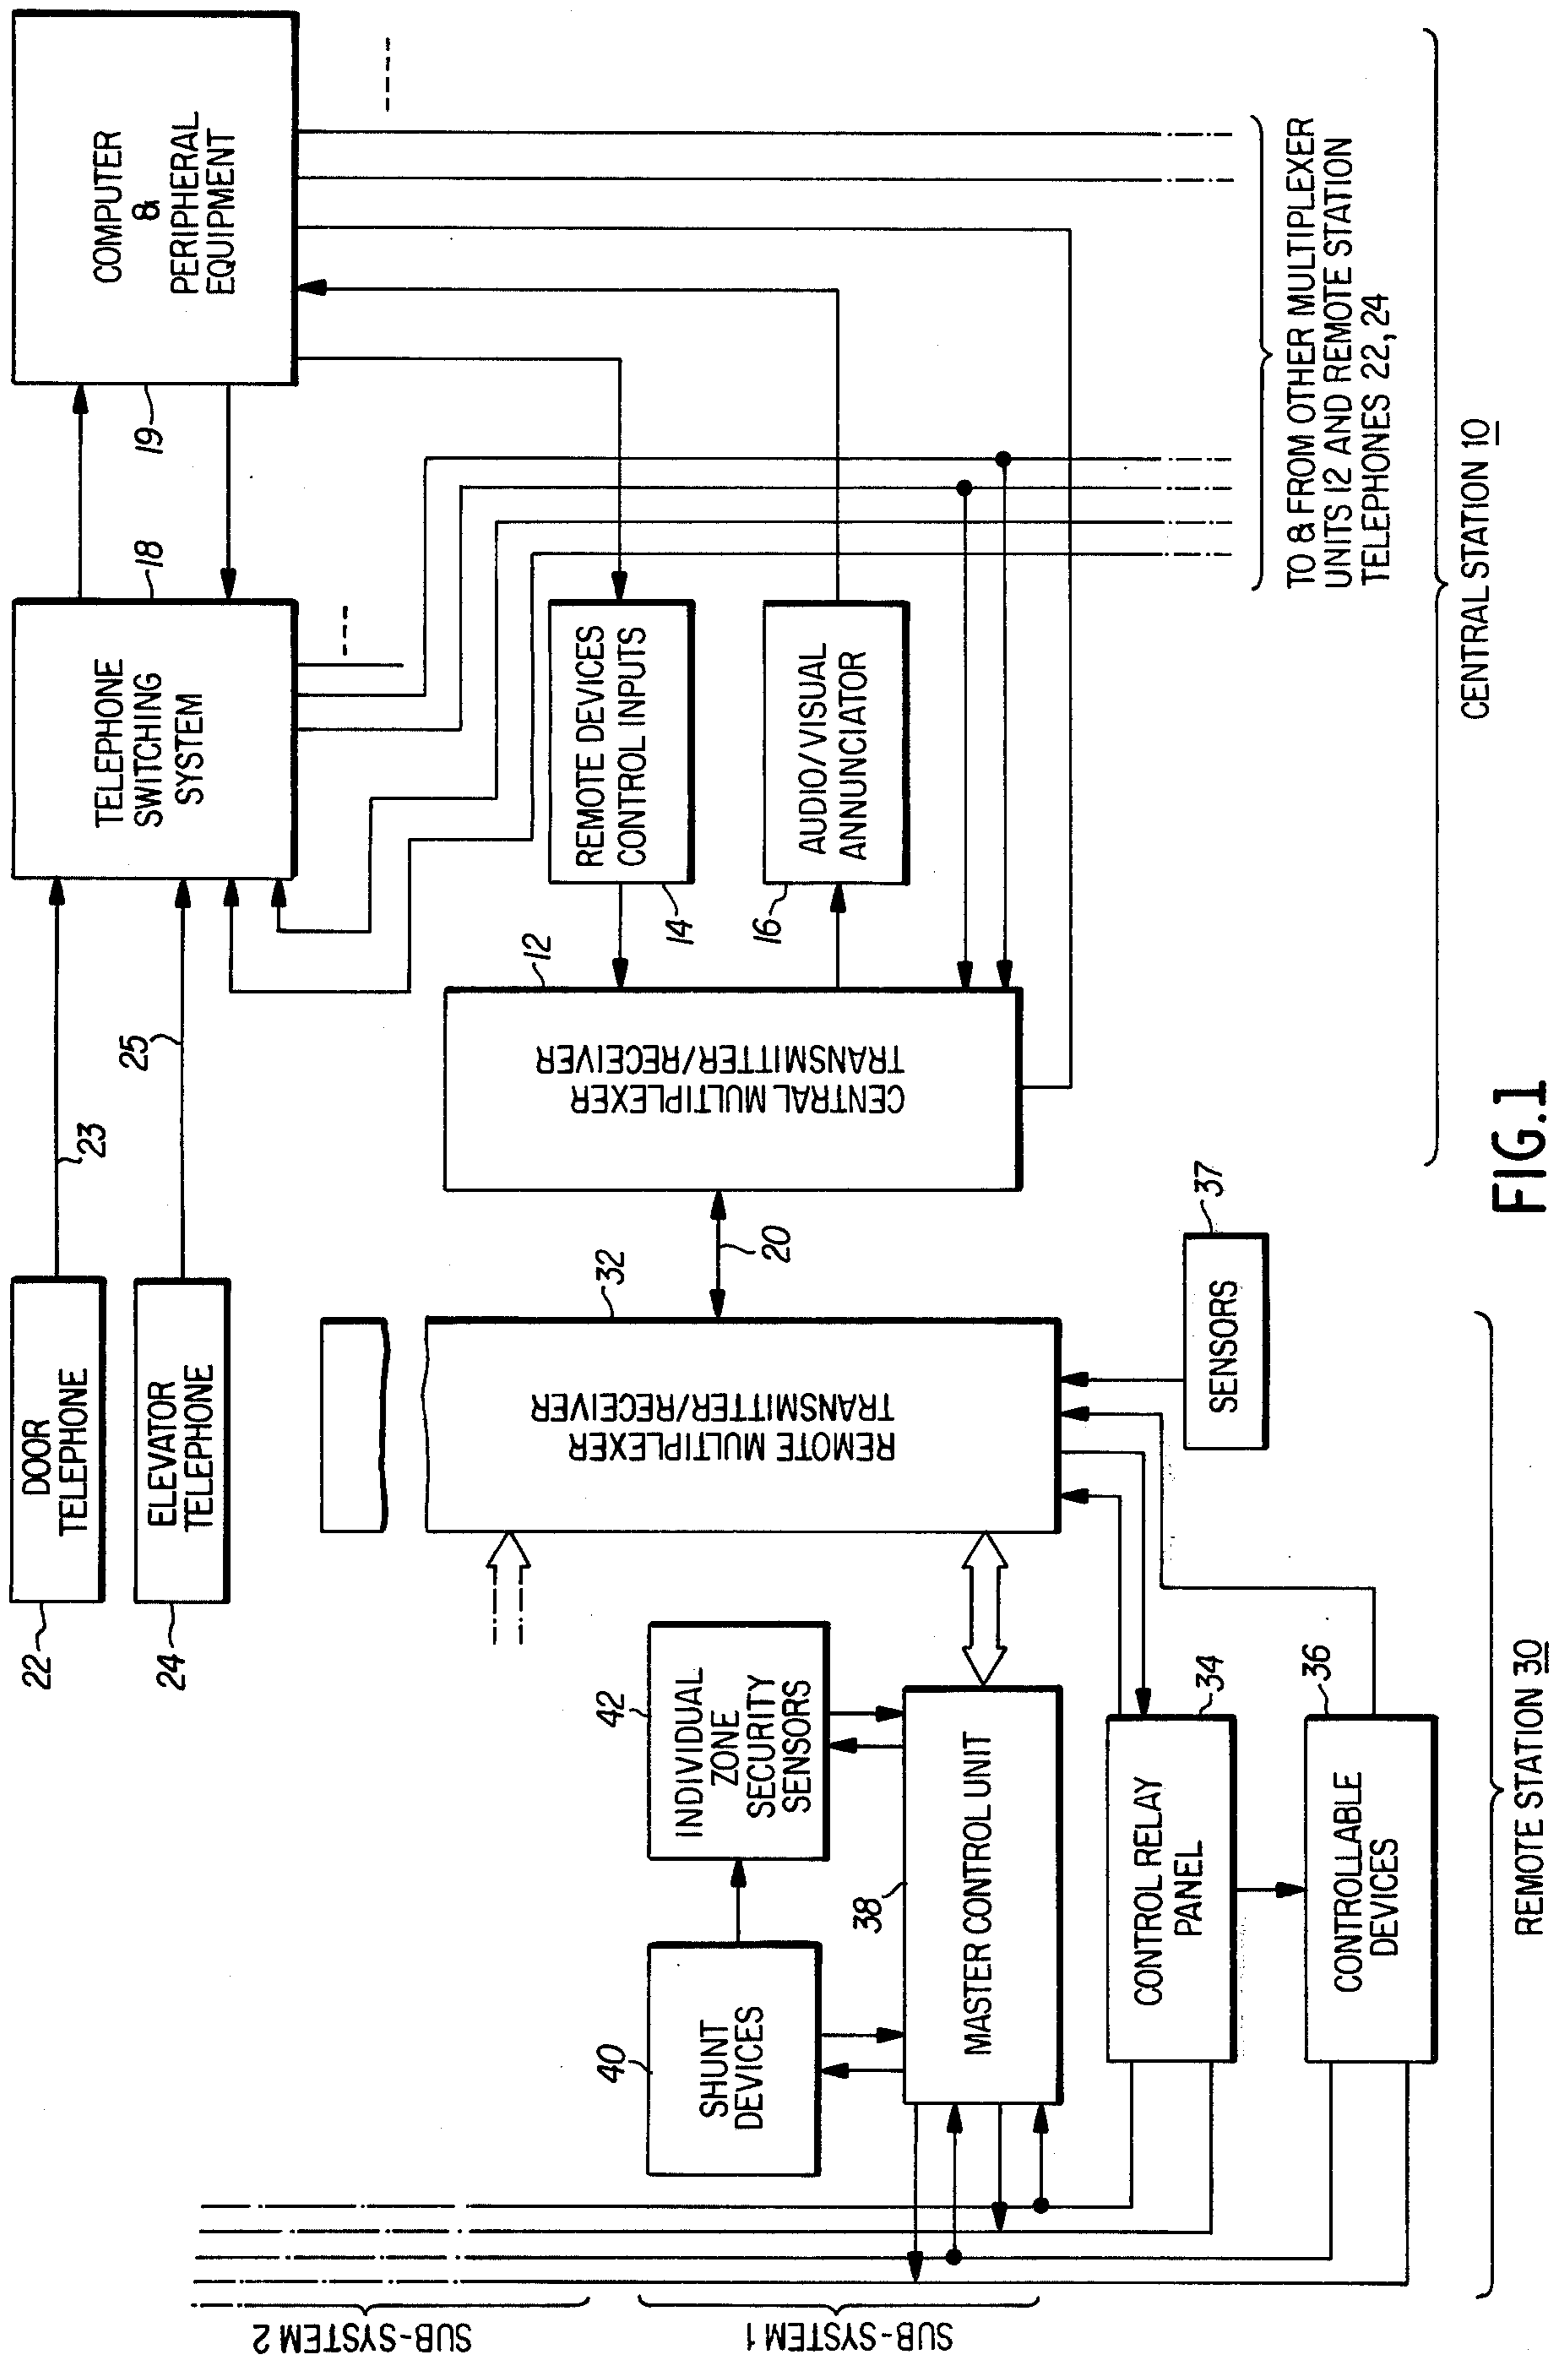 DOOR
TELEPHONE
22
23
ELEVATOR
TELEPHONE
24
25
TELEPHONE
SWITCHING
SYSTEM
18
COMPUTER
&
PERIPHERAL
EQUIPMENT
19
REMOTE DEVICES
CONTROL INPUTS
14
AUDIO/VISUAL
ANNUNCIATOR
16
CENTRAL MULTIPLEXER
TRANSMITTER/RECEIVER
12
20
REMOTE MULTIPLEXER
TRANSMITTER/RECEIVER
32
SENSORS
37
INDIVIDUAL
ZONE
SECURITY
SENSORS
42
SHUNT
DEVICES
40
MASTER CONTROL UNIT
38
CONTROL RELAY
PANEL
34
CONTROLLABLE
DEVICES
36
SUB-SYSTEM 2
SUB-SYSTEM 1
TO & FROM OTHER MULTIPLEXER
UNITS 12 AND REMOTE STATION
TELEPHONES 22, 24
REMOTE STATION 30
CENTRAL STATION 10
FIG.1